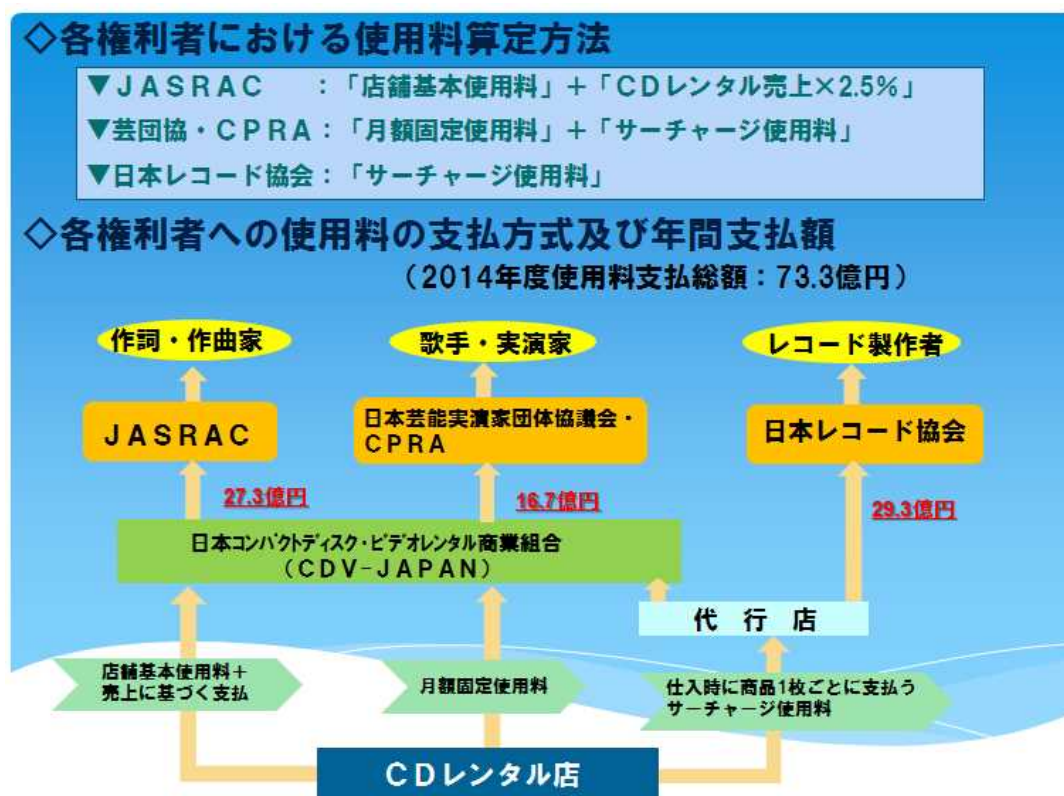 ◇各権利者における使用料算定方法
▼JASRAC ：「店舗基本使用料」＋「CDレンタル売上×2.5％」
▼芸団協・CPRA：「月額固定使用料」＋「サーチャージ使用料」
▼日本レコード協会：「サーチャージ使用料」
◇各権利者への使用料の支払方式及び年間支払額
（2014年度使用料支払総額：73.3億円）
作詞・作曲家
歌手・実演家
レコード製作者
JASRAC
日本芸能実演家団体協議会・
CPRA
日本レコード協会
27.3億円
16.7億円
29.3億円
日本コンパクトディスク・ビデオレンタル商業組合
（CDV-JAPAN）
代 行 店
店舗基本使用料＋
売上に基づく支払
月額固定使用料
仕入時に商品1枚ごとに支払う
サーチャージ使用料
CDレンタル店